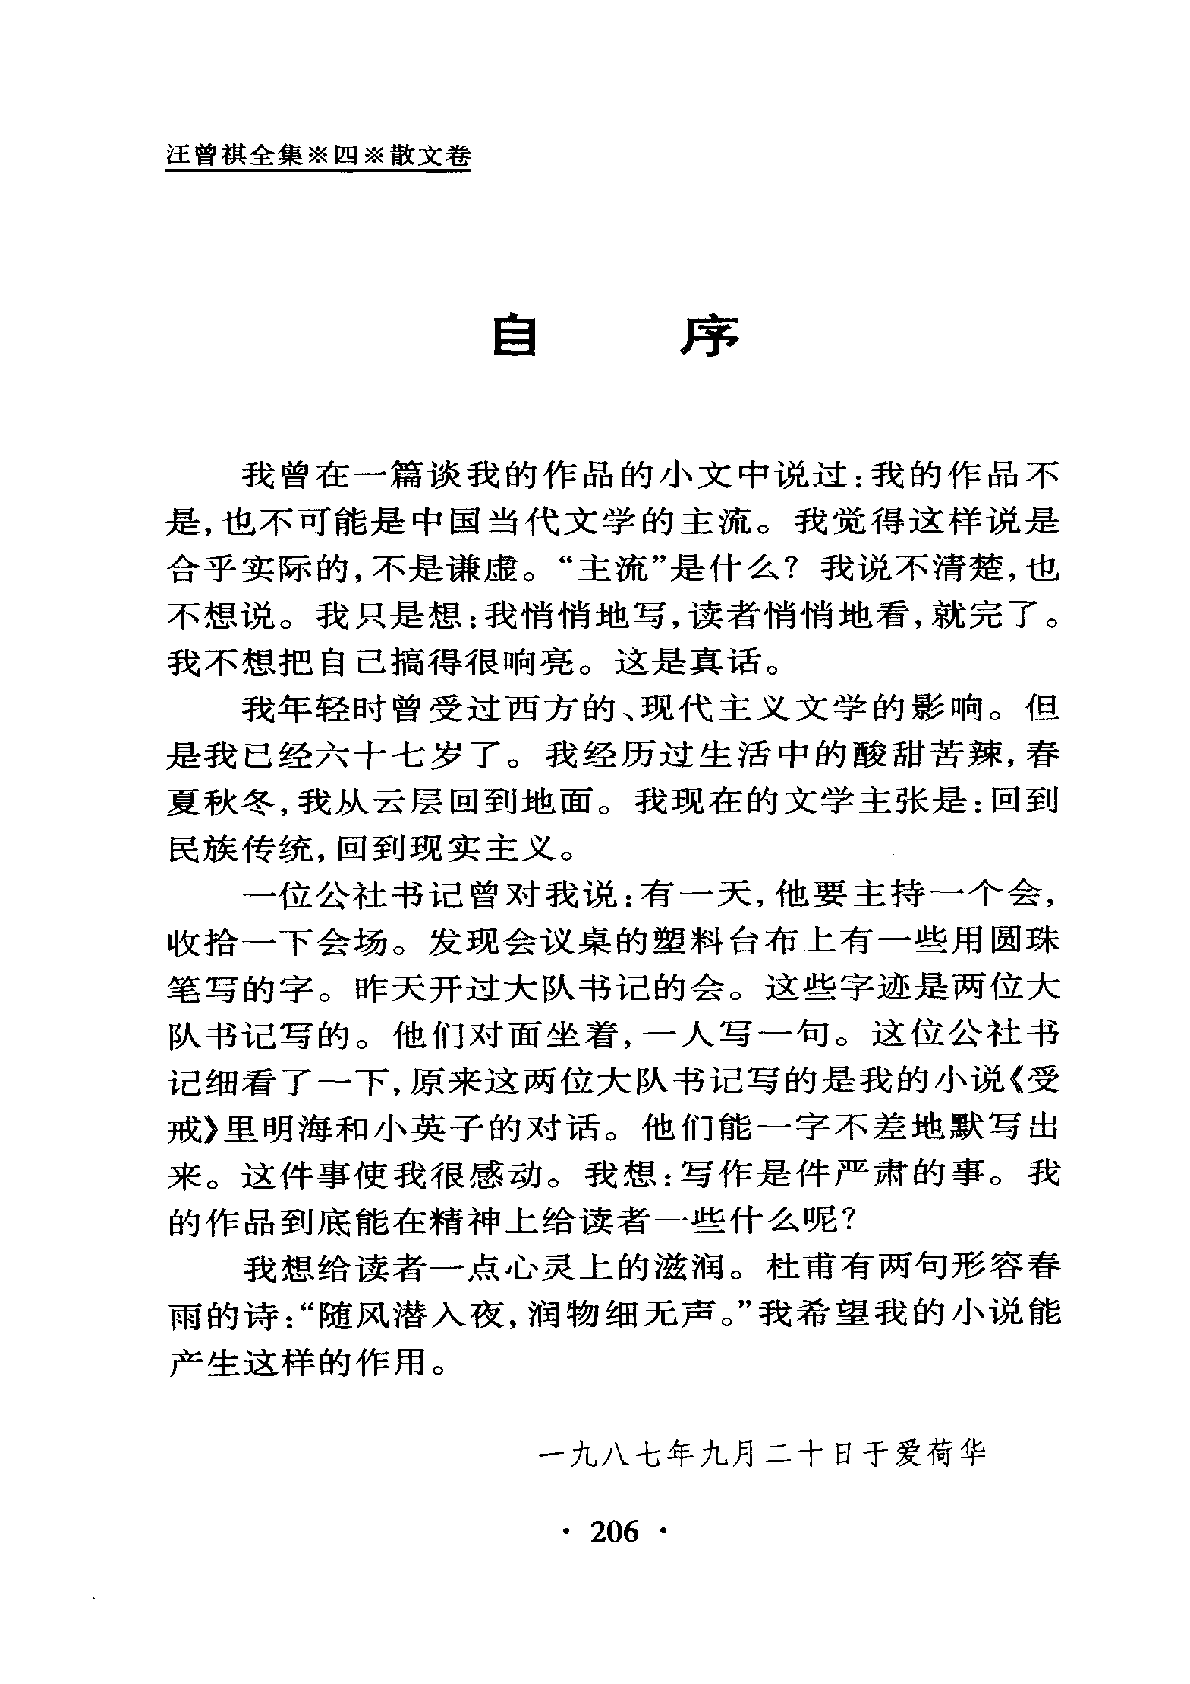 汪曾祺全集※四※散文卷
自 序
我曾在一篇谈我的作品的小文中说过：我的作品不
是，也不可能是中国当代文学的主流。我觉得这样说是
合乎实际的，不是谦虚。“主流”是什么？我说不清楚，也
不想说。我只是想：我悄悄地写，读者悄悄地看，就完了。
我不想把自己搞得很响亮。这是真话。
我年轻时曾受过西方的、现代主义文学的影响。但
是我已经六十七岁了。我经历过生活中的酸甜苦辣，春
夏秋冬，我从云层回到地面。我现在的文学主张是：回到
民族传统，回到现实主义。
一位公社书记曾对我说：有一天，他要主持一个会，
收拾一下会场。发现会议桌的塑料台布上有一些用圆珠
笔写的字。昨天开过大队书记的会。这些字迹是两位大
队书记写的。他们对面坐着，一人写一句。这位公社书
记细看了一下，原来这两位大队书记写的是我的小说《受
戒》里明海和小英子的对话。他们能一字不差地默写出
来。这件事使我很感动。我想：写作是件严肃的事。我
的作品到底能在精神上给读者一些什么呢？
我想给读者一点心灵上的滋润。杜甫有两句形容春
雨的诗：“随风潜入夜，润物细无声。”我希望我的小说能
产生这样的作用。
一九八七年九月二十日于爱荷华
· 206 ·